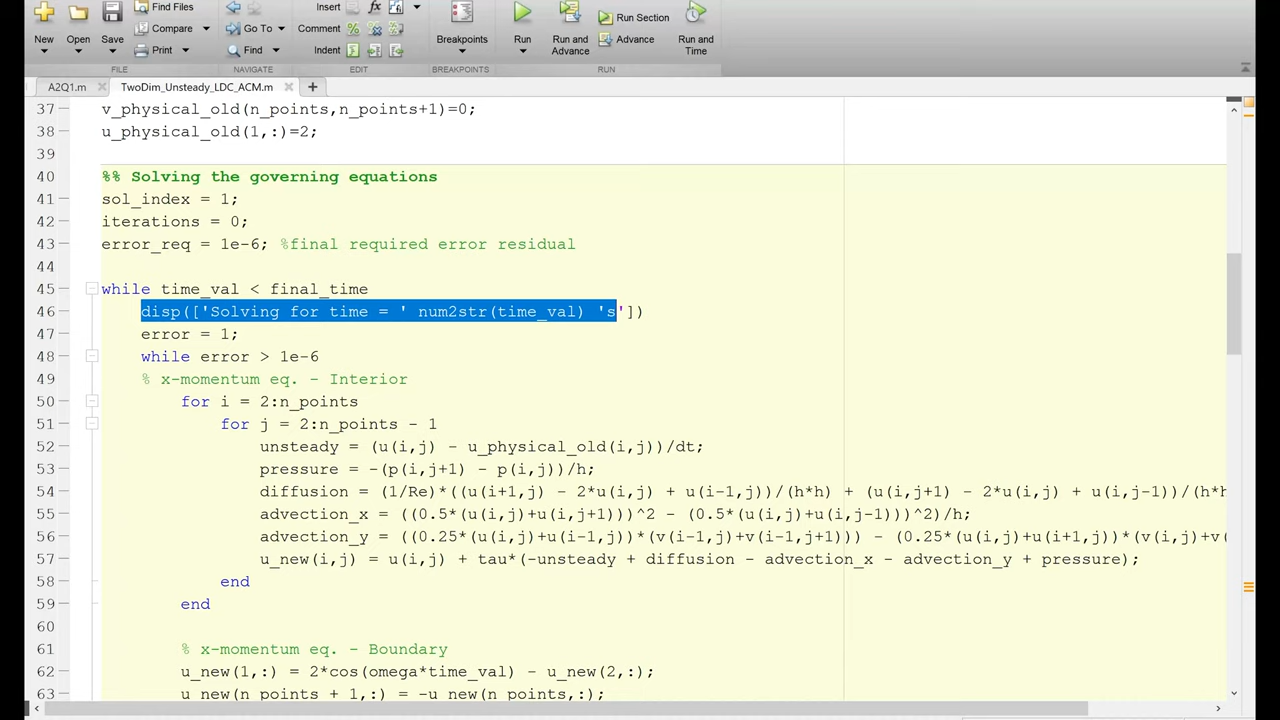 Find Files
Insert
Compare
Go To
Comment
Run Section
New
Open
Save
Print
Find
Indent
Breakpoints
Run
Run and Advance
Advance
Run and Time
FILE
NAVIGATE
EDIT
BREAKPOINTS
RUN
A2Q1.m
TwoDim_Unsteady_LDC_ACM.m
37 v_physical_old(n_points,n_points+1)=0;
38 u_physical_old(1,:)=2;
39
40 %% Solving the governing equations
41 sol_index = 1;
42 iterations = 0;
43 error_req = 1e-6; %final required error residual
44
45 while time_val < final_time
46 disp(['Solving for time = ' num2str(time_val) 's'])
47 error = 1;
48 while error > 1e-6
49 % x-momentum eq. - Interior
50 for i = 2:n_points
51 for j = 2:n_points - 1
52 unsteady = (u(i,j) - u_physical_old(i,j))/dt;
53 pressure = -(p(i,j+1) - p(i,j))/h;
54 diffusion = (1/Re)*((u(i+1,j) - 2*u(i,j) + u(i-1,j))/(h*h) + (u(i,j+1) - 2*u(i,j) + u(i,j-1))/(h*h
55 advection_x = ((0.5*(u(i,j)+u(i,j+1)))^2 - (0.5*(u(i,j)+u(i,j-1)))^2)/h;
56 advection_y = ((0.25*(u(i,j)+u(i-1,j))*(v(i-1,j)+v(i-1,j+1))) - (0.25*(u(i,j)+u(i+1,j))*(v(i,j)+v(
57 u_new(i,j) = u(i,j) + tau*(-unsteady + diffusion - advection_x - advection_y + pressure);
58 end
59 end
60
61 % x-momentum eq. - Boundary
62 u_new(1,:) = 2*cos(omega*time_val) - u_new(2,:);
63 u_new(n_points + 1,:) = -u_new(n_points,:);